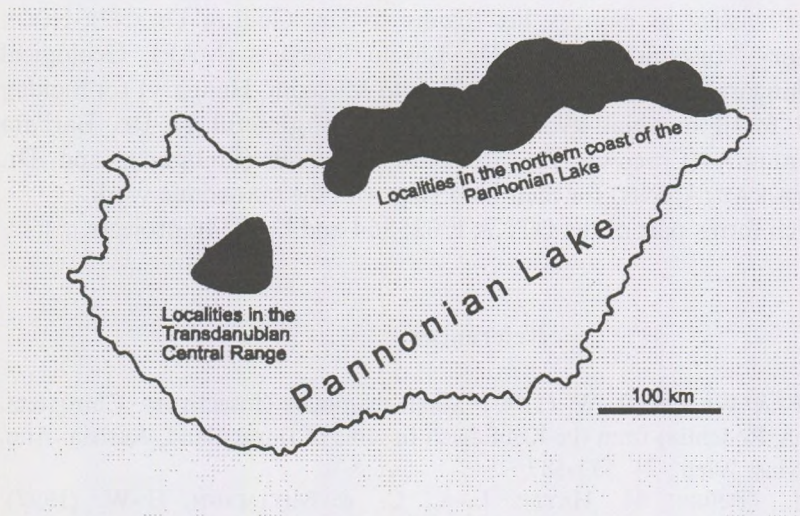 Localities in the northern coast of the
Pannonian Lake
Pannonian Lake
Localities in the
Transdanubian
Central Range
100 km